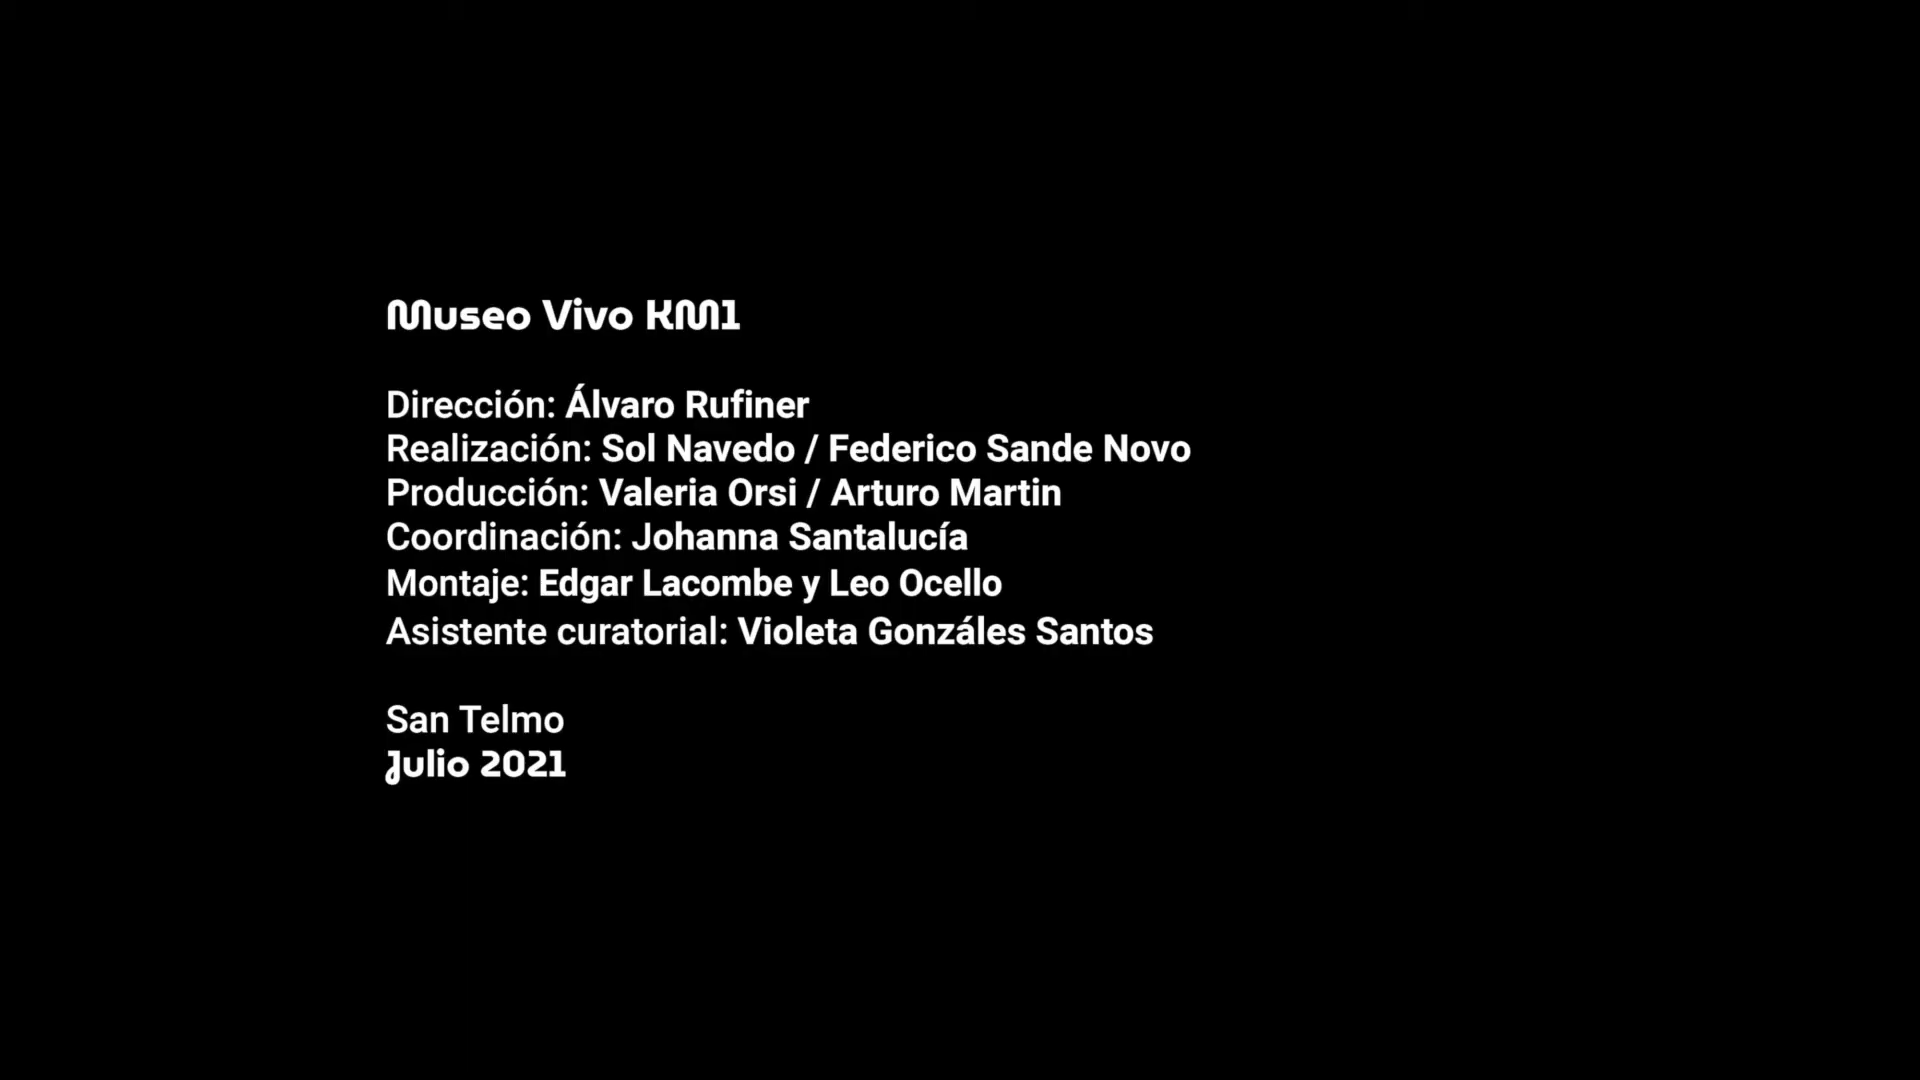 Museo Vivo KM1
Dirección: Álvaro Rufiner
Realización: Sol Navedo / Federico Sande Novo
Producción: Valeria Orsi / Arturo Martin
Coordinación: Johanna Santalucía
Montaje: Edgar Lacombe y Leo Ocello
Asistente curatorial: Violeta Gonzáles Santos
San Telmo
Julio 2021